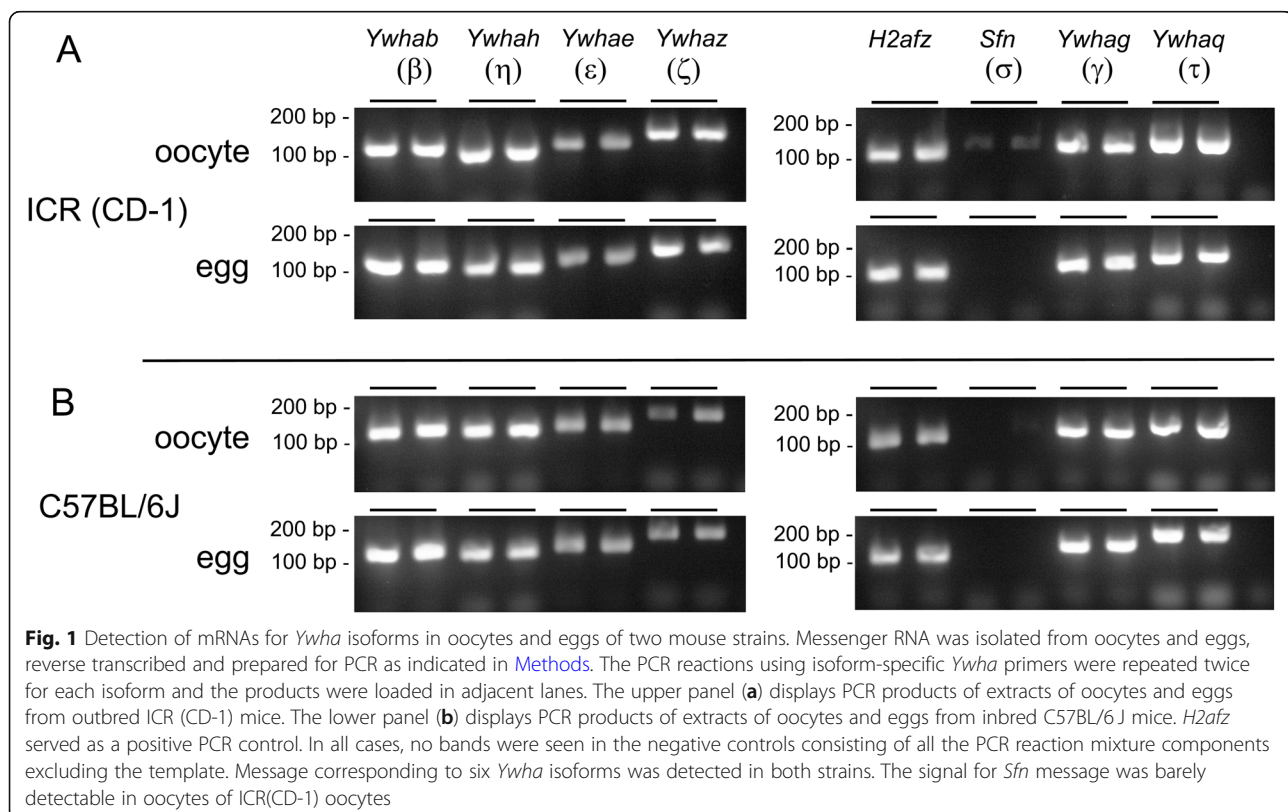 A
Ywhab Ywhah Ywhae Ywhaz H2afz Sfn Ywhag Ywhaq
(β) (η) (ε) (ζ) (σ) (γ) (τ)
200 bp - 200 bp -
oocyte 100 bp - 100 bp -
ICR (CD-1)
200 bp - 200 bp -
egg 100 bp - 100 bp -
B
200 bp - 200 bp -
oocyte 100 bp - 100 bp -
C57BL/6J
200 bp - 200 bp -
egg 100 bp - 100 bp -
Fig. 1 Detection of mRNAs for Ywha isoforms in oocytes and eggs of two mouse strains. Messenger RNA was isolated from oocytes and eggs,
reverse transcribed and prepared for PCR as indicated in Methods. The PCR reactions using isoform-specific Ywha primers were repeated twice
for each isoform and the products were loaded in adjacent lanes. The upper panel (a) displays PCR products of extracts of oocytes and eggs
from outbred ICR (CD-1) mice. The lower panel (b) displays PCR products of extracts of oocytes and eggs from inbred C57BL/6 J mice. H2afz
served as a positive PCR control. In all cases, no bands were seen in the negative controls consisting of all the PCR reaction mixture components
excluding the template. Message corresponding to six Ywha isoforms was detected in both strains. The signal for Sfn message was barely
detectable in oocytes of ICR(CD-1) oocytes